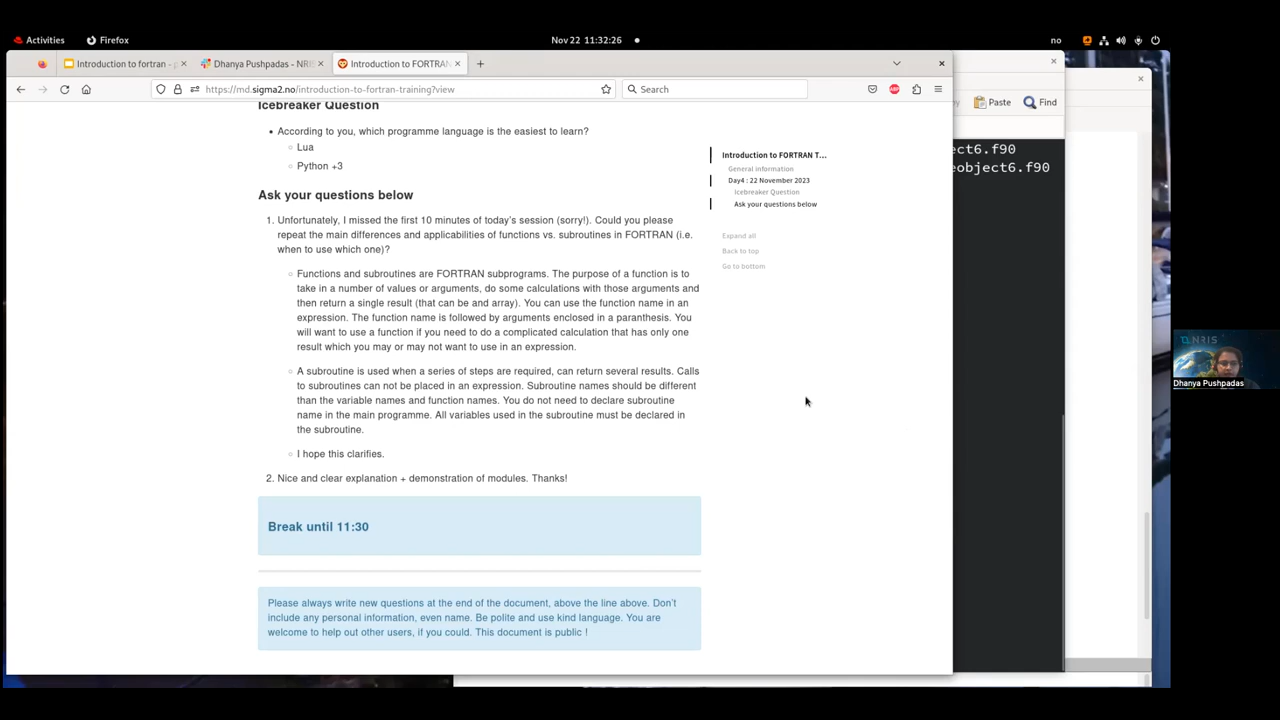 Activities
Firefox
Nov 22 11:32:26
no
Introduction to fortran - p
Dhanya Pushpadas - NRIS
Introduction to FORTRAN
https://md.sigma2.no/introduction-to-fortran-training?view
Search
Paste
Find
ect6.f90
eobject6.f90
Icebreaker Question
According to you, which programme language is the easiest to learn?
Lua
Python +3
Ask your questions below
1. Unfortunately, I missed the first 10 minutes of today's session (sorry!). Could you please
repeat the main differences and applicabilities of functions vs. subroutines in FORTRAN (i.e.
when to use which one)?
Functions and subroutines are FORTRAN subprograms. The purpose of a function is to
take in a number of values or arguments, do some calculations with those arguments and
then return a single result (that can be and array). You can use the function name in an
expression. The function name is followed by arguments enclosed in a paranthesis. You
will want to use a function if you need to do a complicated calculation that has only one
result which you may or may not want to use in an expression.
A subroutine is used when a series of steps are required, can return several results. Calls
to subroutines can not be placed in an expression. Subroutine names should be different
than the variable names and function names. You do not need to declare subroutine
name in the main programme. All variables used in the subroutine must be declared in
the subroutine.
I hope this clarifies.
2. Nice and clear explanation + demonstration of modules. Thanks!
Break until 11:30
Please always write new questions at the end of the document, above the line above. Don't
include any personal information, even name. Be polite and use kind language. You are
welcome to help out other users, if you could. This document is public !
Introduction to FORTRAN T...
General information
Day4 : 22 November 2023
Icebreaker Question
Ask your questions below
Expand all
Back to top
Go to bottom
NRIS
Dhanya Pushpadas